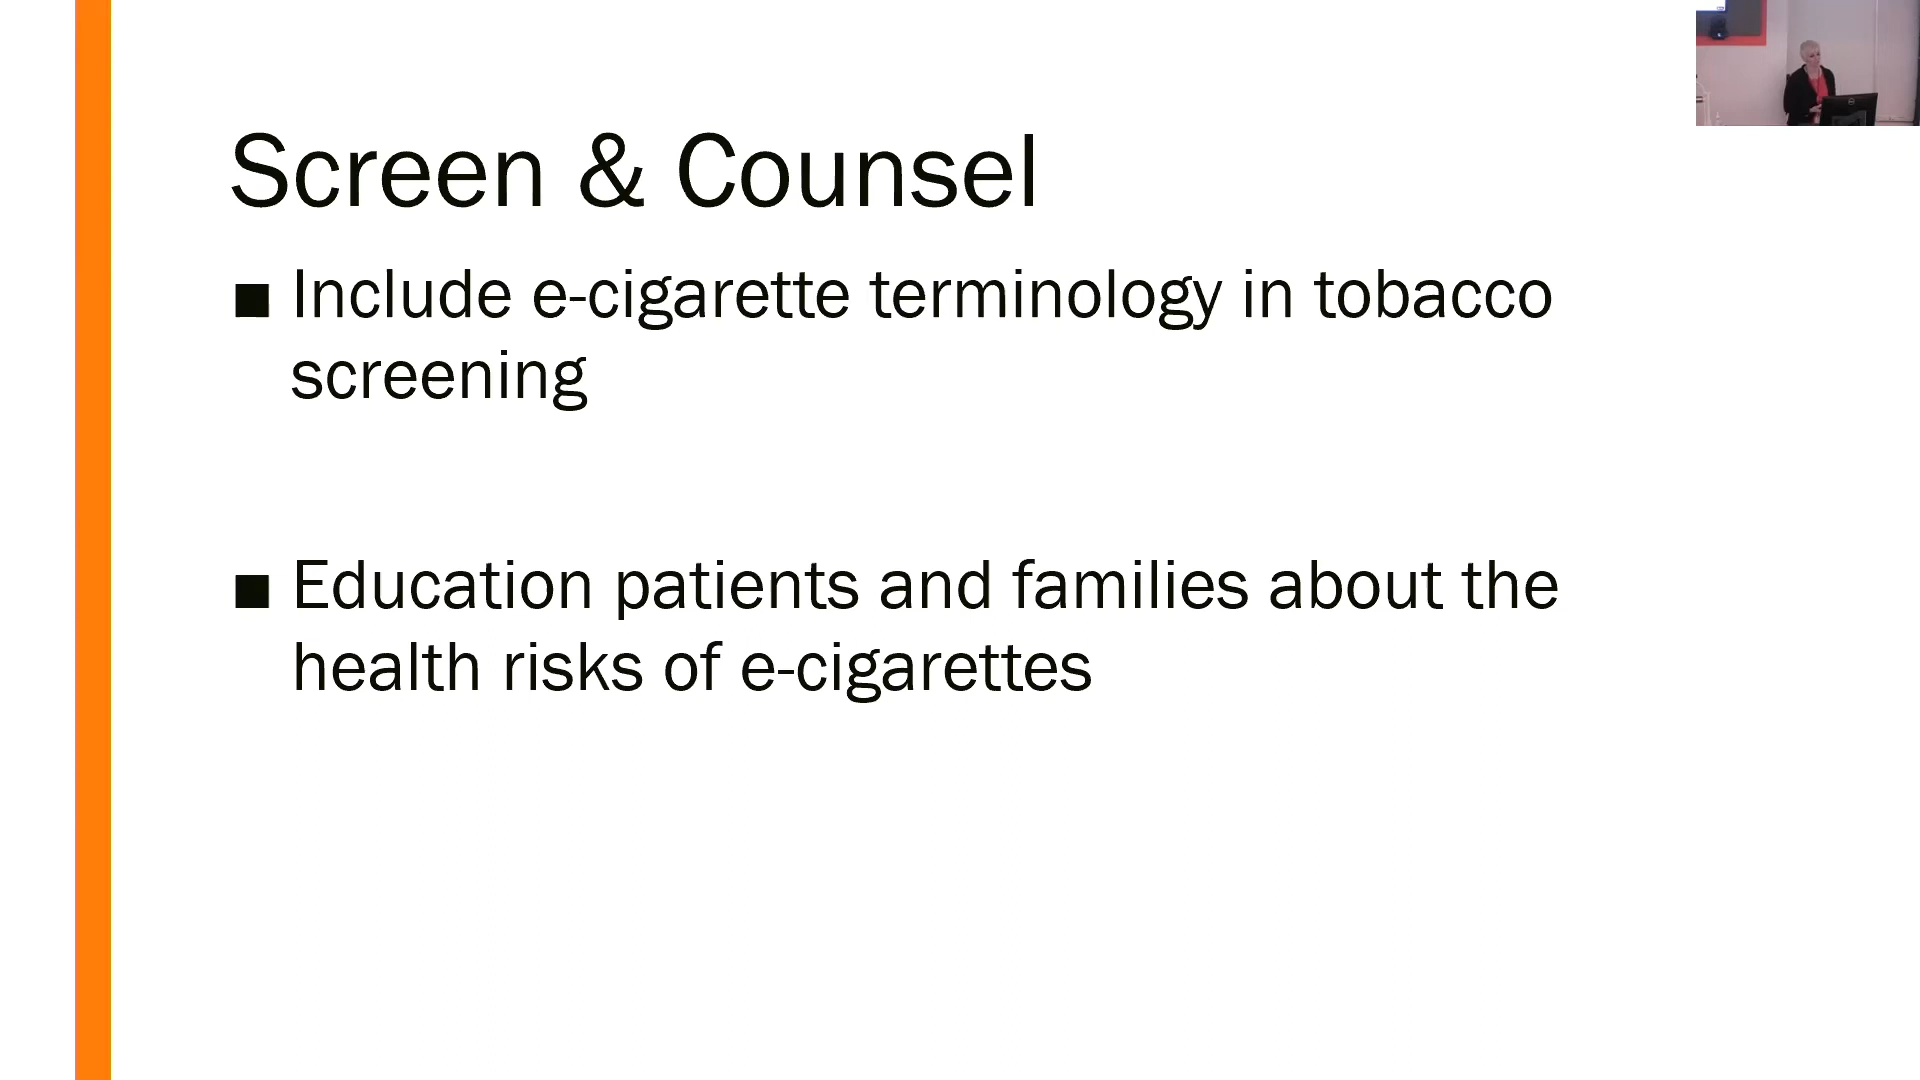 Screen & Counsel
■ Include e-cigarette terminology in tobacco
screening
■ Education patients and families about the
health risks of e-cigarettes